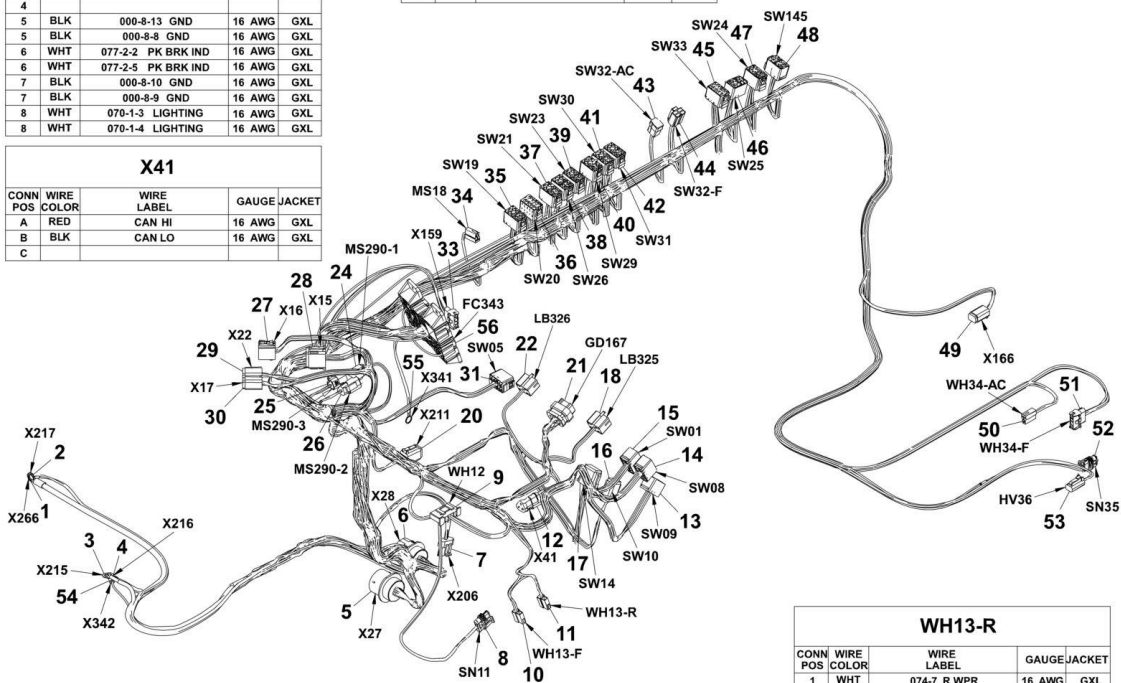 4
5 BLK 000-8-13 GND 16 AWG GXL
5 BLK 000-8-8 GND 16 AWG GXL
6 WHT 077-2-2 PK BRK IND 16 AWG GXL
6 WHT 077-2-5 PK BRK IND 16 AWG GXL
7 BLK 000-8-10 GND 16 AWG GXL
7 BLK 000-8-9 GND 16 AWG GXL
8 WHT 070-1-3 LIGHTING 16 AWG GXL
8 WHT 070-1-4 LIGHTING 16 AWG GXL
X41
CONN POS WIRE COLOR WIRE LABEL GAUGE JACKET
A RED CAN HI 16 AWG GXL
B BLK CAN LO 16 AWG GXL
C
SW145
SW24 47 48
SW33 45
SW32-AC 43
SW30 41
SW23 39
SW21 37
SW19 35
MS18 34
X159 33
46
SW25
44
SW32-F
42
SW31
40
SW29
38
SW26
36
SW20
MS290-1
24
28 X15
27 X16
X22
29
X17
30
25
MS290-3
26
MS290-2
FC343
56
SW05
31
55
X341
X211
20
LB326
22
GD167
21
LB325
18
15
SW01
14
SW08
13
SW09
16
SW10
17
SW14
12
X41
WH12
9
X28
6
7
X206
5
X27
8
SN11
WH13-R
11
WH13-F
10
X217
2
X266
1
X216
3
4
X215
54
X342
49
X166
WH34-AC
51
50
WH34-F
52
HV36
SN35
53
WH13-R
CONN POS WIRE COLOR WIRE LABEL GAUGE JACKET
1 WHT 074-7 R WPR 16 AWG GXL